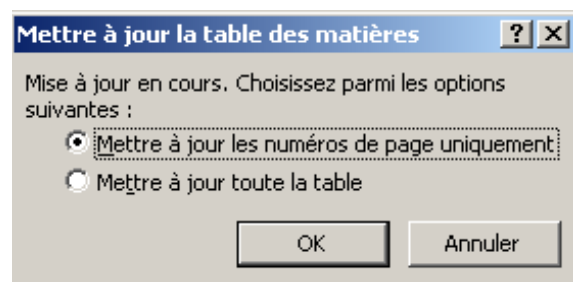 Mettre à jour la table des matières
Mise à jour en cours. Choisissez parmi les options
suivantes :
Mettre à jour les numéros de page uniquement
Mettre à jour toute la table
OK Annuler